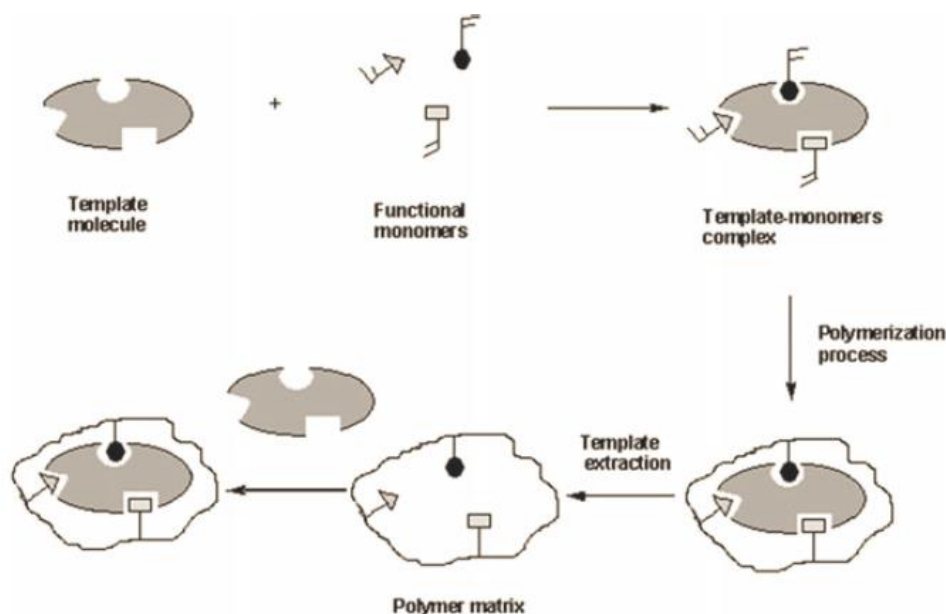 +
Template
molecule
Functional
monomers
Template-monomers
complex
Polymerization
process
Template
extraction
Polymer matrix